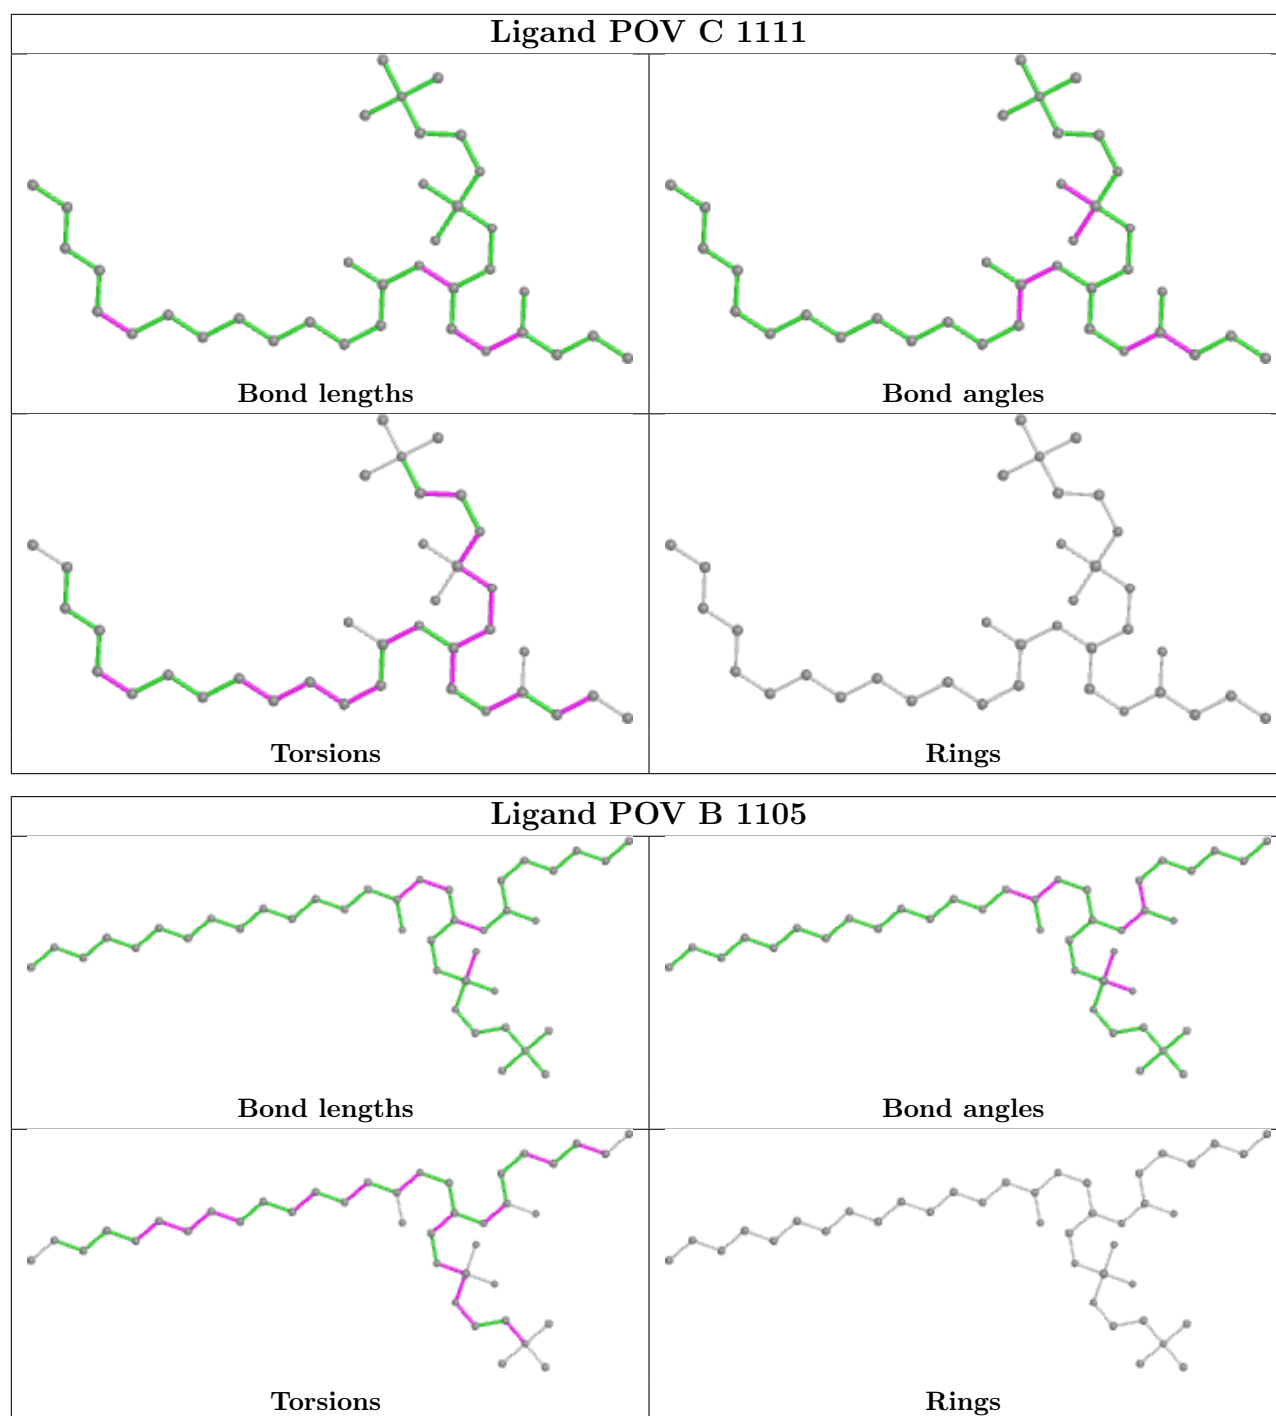 Ligand POV C 1111
Bond lengths
Bond angles
Torsions
Rings
Ligand POV B 1105
Bond lengths
Bond angles
Torsions
Rings